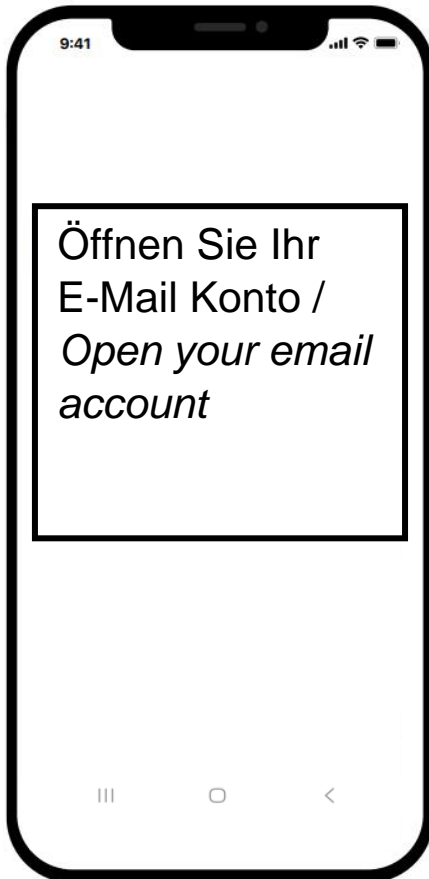 9:41
Öffnen Sie Ihr
E-Mail Konto /
Open your email
account